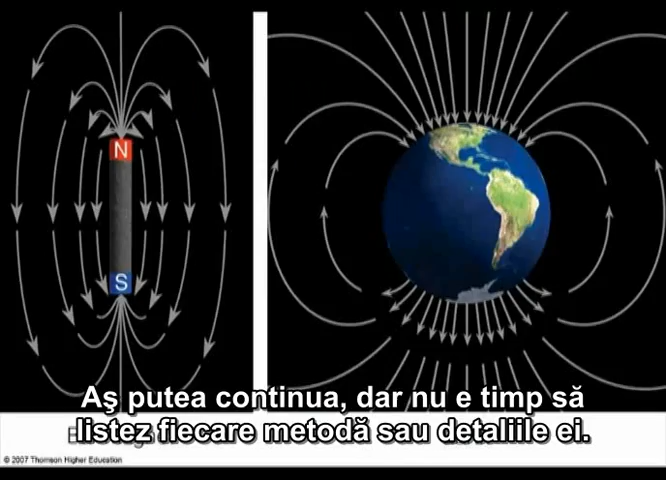 N
S
Aş putea continua, dar nu e timp să
listez fiecare metodă sau detaliile ei.
© 2007 Thomson Higher Education